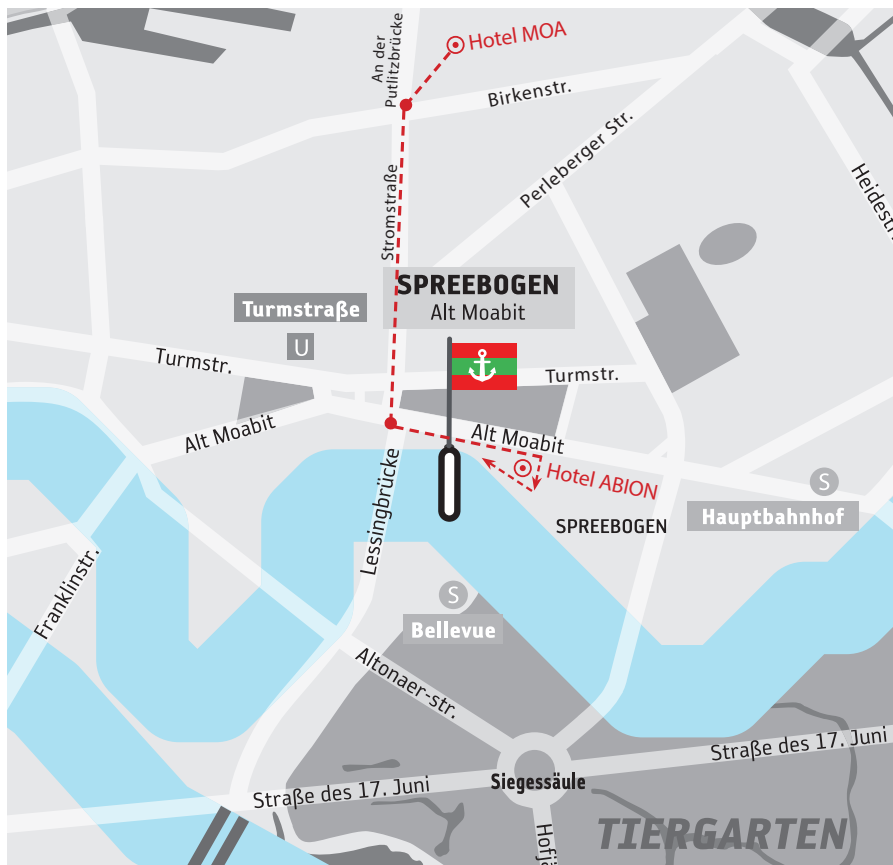 Hotel MOA
An der
Putlitzbrücke
Birkenstr.
Perleberger Str.
Heidestr
Stromstraße
SPREEBOGEN
Alt Moabit
Turmstraße
U
Turmstr.
Turmstr.
Alt Moabit
Alt Moabit
Hotel ABION
S
Hauptbahnhof
SPREEBOGEN
Lessingbrücke
Franklinstr.
S
Bellevue
Altonaer-str.
Siegessäule
Straße des 17. Juni
Straße des 17. Juni
Hofjä
TIERGARTEN